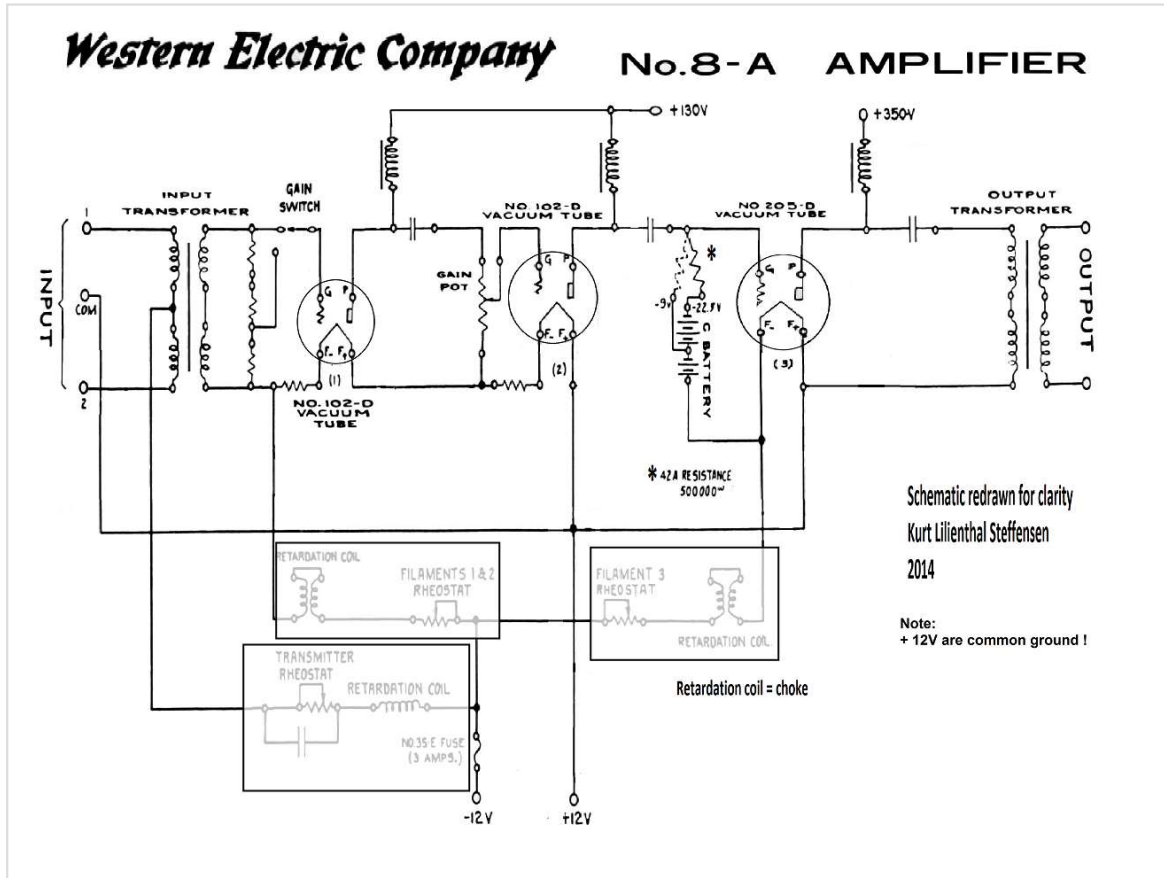 Western Electric Company
No.8-A AMPLIFIER
+130V
+350V
INPUT
TRANSFORMER
GAIN
SWITCH
NO.102-D
VACUUM TUBE
NO.205-D
VACUUM TUBE
OUTPUT
TRANSFORMER
1
INPUT
COM
2
G P
F- F+
(1)
NO.102-D
VACUUM
TUBE
GAIN
POT
G P
F- F+
(2)
*
-9V
-22.5V
C BATTERY
G P
F- F+
(3)
OUTPUT
* 42A RESISTANCE
500000~
Schematic redrawn for clarity
Kurt Lilienthal Steffensen
2014
Note:
+ 12V are common ground !
RETARDATION COIL
FILAMENTS 1&2
RHEOSTAT
FILAMENT 3
RHEOSTAT
RETARDATION COIL
TRANSMITTER
RHEOSTAT
RETARDATION COIL
Retardation coil = choke
NO.35-E FUSE
(3 AMPS.)
-12V
+12V